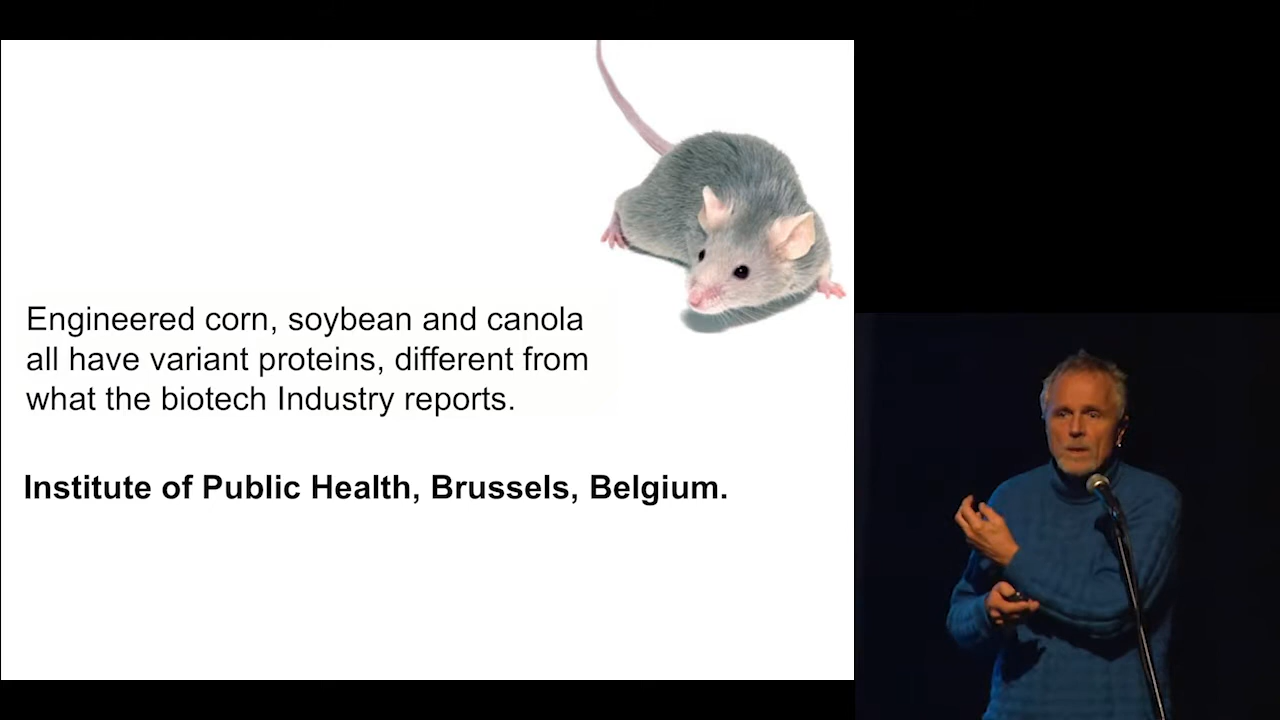 Engineered corn, soybean and canola
all have variant proteins, different from
what the biotech Industry reports.
Institute of Public Health, Brussels, Belgium.